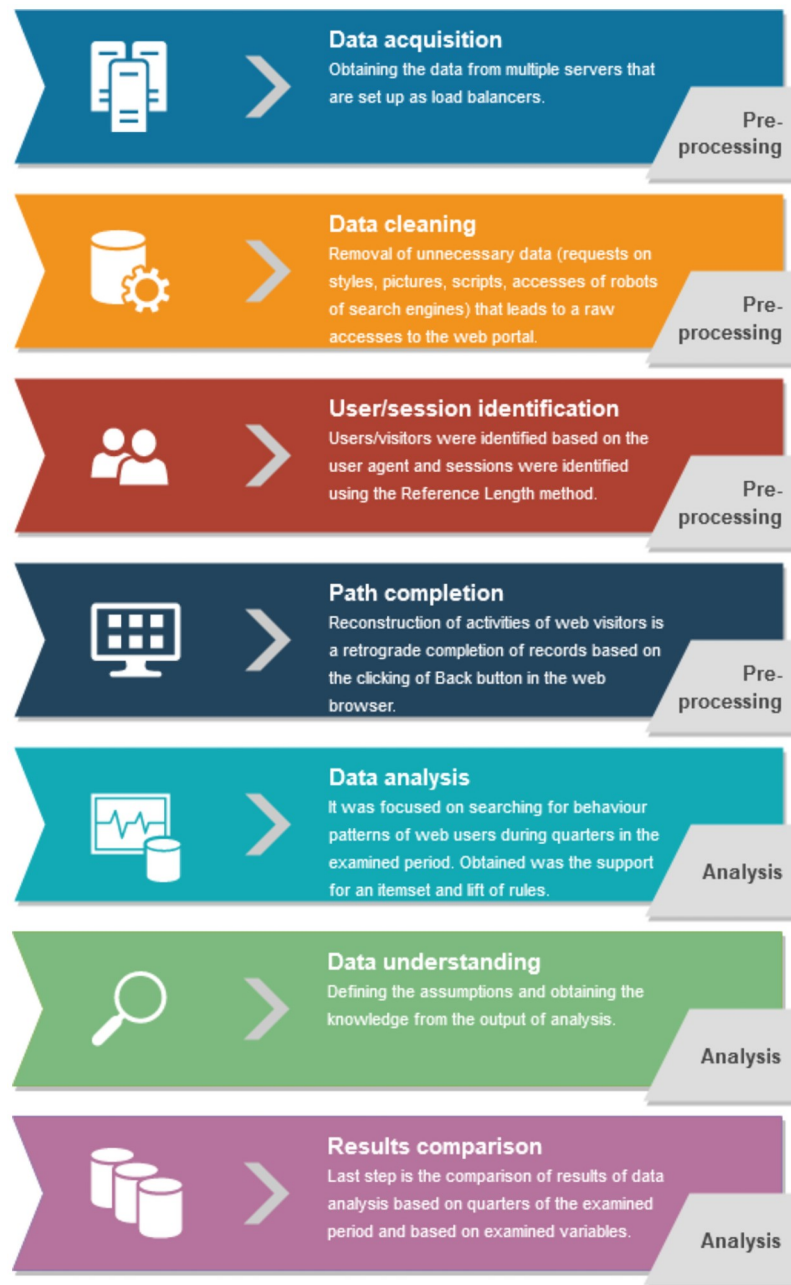 Data acquisition
Obtaining the data from multiple servers that
are set up as load balancers.
Pre-
processing
Data cleaning
Removal of unnecessary data (requests on
styles, pictures, scripts, accesses of robots
of search engines) that leads to a raw
accesses to the web portal.
Pre-
processing
User/session identification
Users/visitors were identified based on the
user agent and sessions were identified
using the Reference Length method.
Pre-
processing
Path completion
Reconstruction of activities of web visitors is
a retrograde completion of records based on
the clicking of Back button in the web
browser.
Pre-
processing
Data analysis
It was focused on searching for behaviour
patterns of web users during quarters in the
examined period. Obtained was the support
for an itemset and lift of rules.
Analysis
Data understanding
Defining the assumptions and obtaining the
knowledge from the output of analysis.
Analysis
Results comparison
Last step is the comparison of results of data
analysis based on quarters of the examined
period and based on examined variables.
Analysis